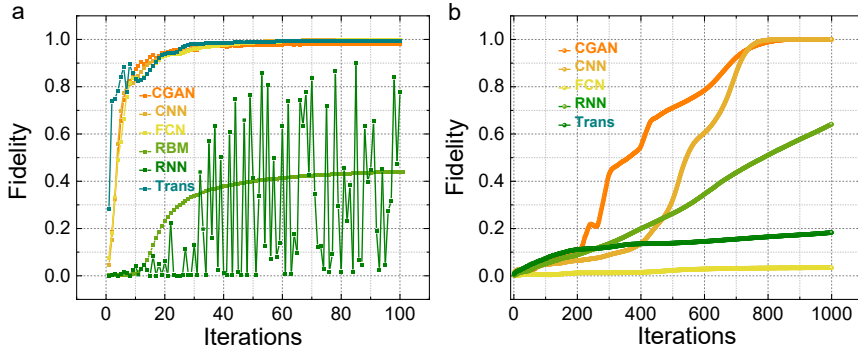 a
1.0
0.8
0.6
0.4
0.2
0.0
Fidelity
CGAN
CNN
FCN
RBM
RNN
Trans
0 20 40 60 80 100
Iterations
b
1.0
0.8
0.6
0.4
0.2
0.0
Fidelity
CGAN
CNN
FCN
RNN
Trans
0 200 400 600 800 1000
Iterations